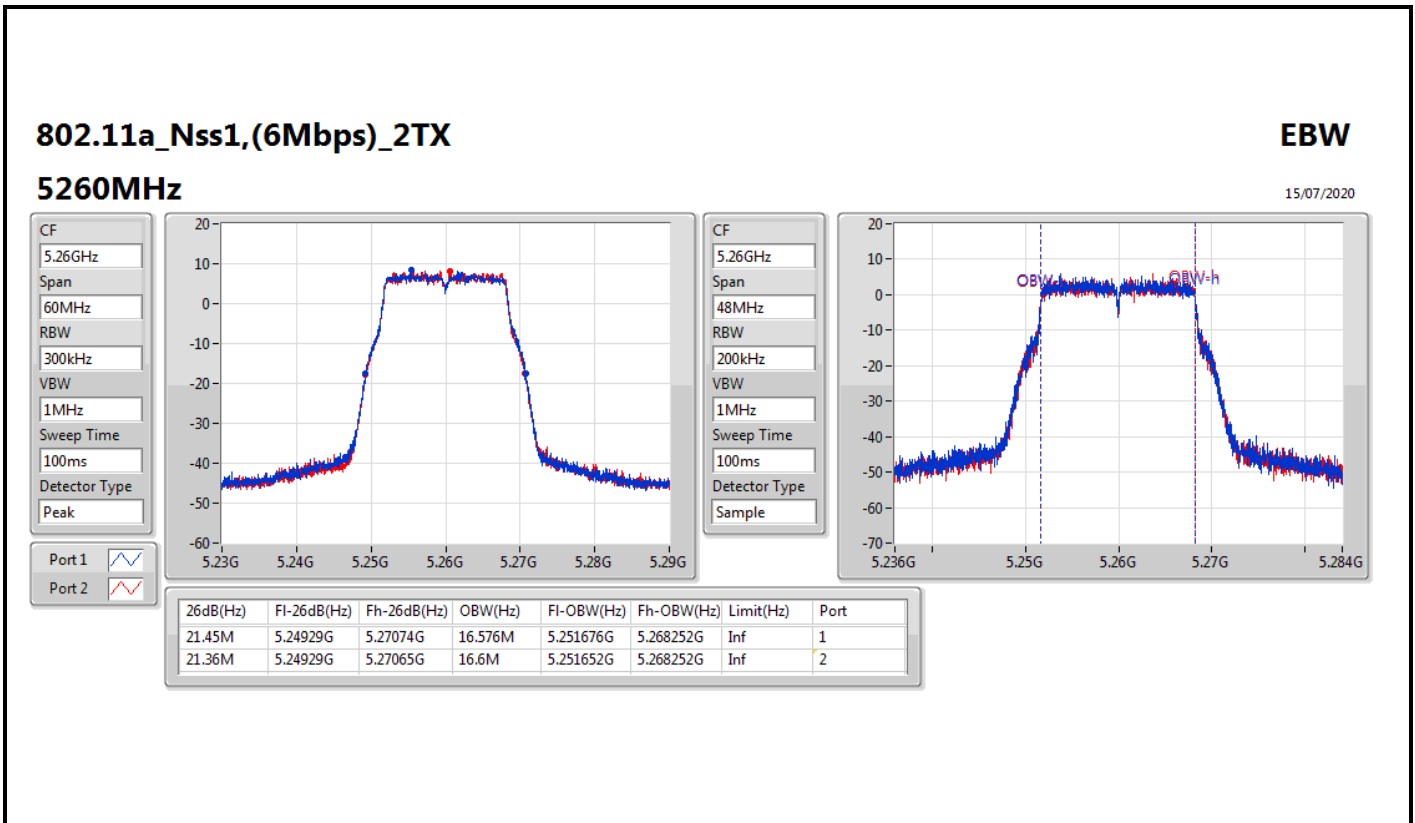 802.11a_Nss1,(6Mbps)_2TX
EBW
5260MHz
15/07/2020
CF
5.26GHz
Span
60MHz
RBW
300kHz
VBW
1MHz
Sweep Time
100ms
Detector Type
Peak
Port 1
Port 2
20
10
0
-10
-20
-30
-40
-50
-60
5.23G 5.24G 5.25G 5.26G 5.27G 5.28G 5.29G
CF
5.26GHz
Span
48MHz
RBW
200kHz
VBW
1MHz
Sweep Time
100ms
Detector Type
Sample
20
10
0
-10
-20
-30
-40
-50
-60
-70
OBW-h
5.236G 5.25G 5.26G 5.27G 5.284G
26dB(Hz) Fl-26dB(Hz) Fh-26dB(Hz) OBW(Hz) Fl-OBW(Hz) Fh-OBW(Hz) Limit(Hz) Port
21.45M 5.24929G 5.27074G 16.576M 5.251676G 5.268252G Inf 1
21.36M 5.24929G 5.27065G 16.6M 5.251652G 5.268252G Inf 2